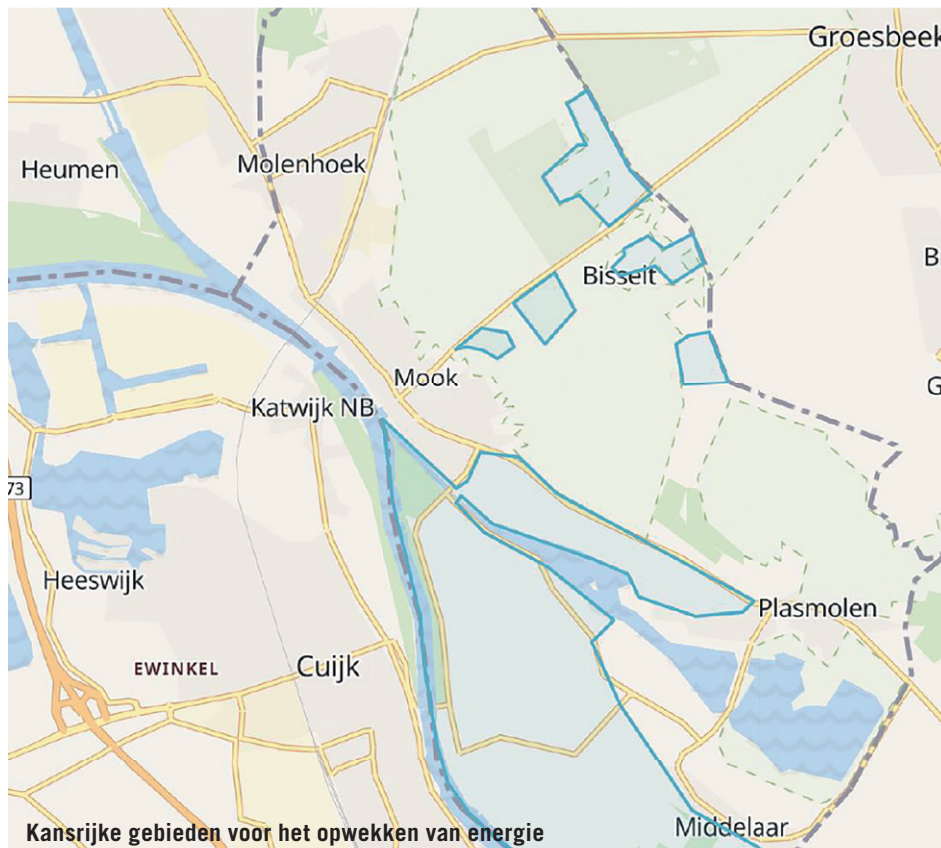 Groesbeek
Heumen
Molenhoek
B
Bisselt
Mook
G
Katwijk NB
73
Heeswijk
Plasmolen
EWINKEL
Cuijk
Middelaar
Kansrijke gebieden voor het opwekken van energie